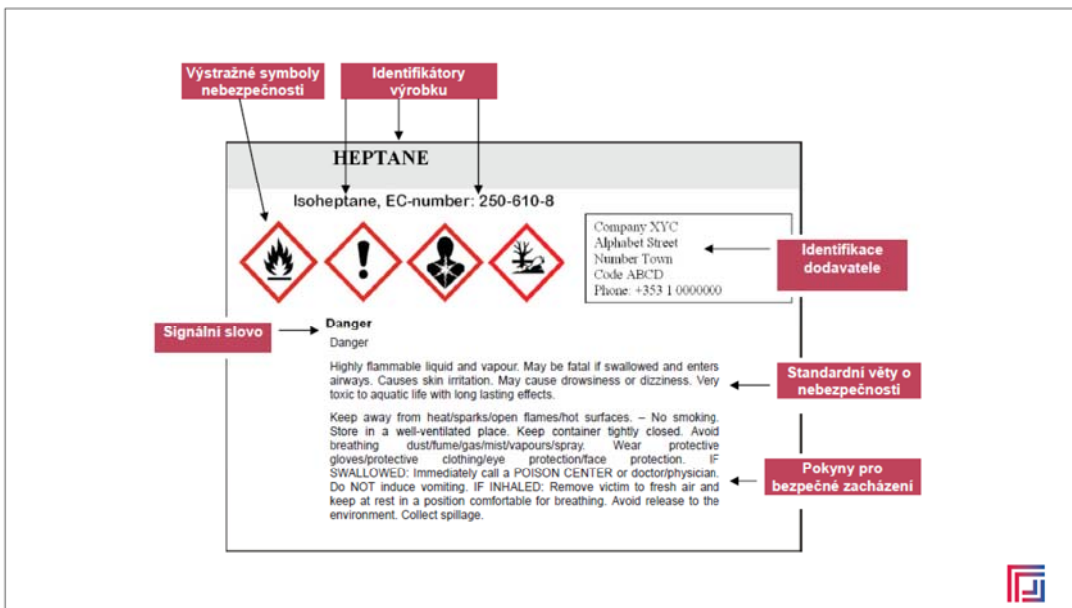 Výstražné symboly
nebezpečnosti
Identifikátory
výrobku
HEPTANE
Isoheptane, EC-number: 250-610-8
Company XYC
Alphabet Street
Number Town
Code ABCD
Phone: +353 1 0000000
Identifikace
dodavatele
Signální slovo
Danger
Danger
Highly flammable liquid and vapour. May be fatal if swallowed and enters
airways. Causes skin irritation. May cause drowsiness or dizziness. Very
toxic to aquatic life with long lasting effects.
Standardní věty o
nebezpečnosti
Keep away from heat/sparks/open flames/hot surfaces. – No smoking.
Store in a well-ventilated place. Keep container tightly closed. Avoid
breathing dust/fume/gas/mist/vapours/spray. Wear protective
gloves/protective clothing/eye protection/face protection. IF
SWALLOWED: Immediately call a POISON CENTER or doctor/physician.
Do NOT induce vomiting. IF INHALED: Remove victim to fresh air and
keep at rest in a position comfortable for breathing. Avoid release to the
environment. Collect spillage.
Pokyny pro
bezpečné zacházení